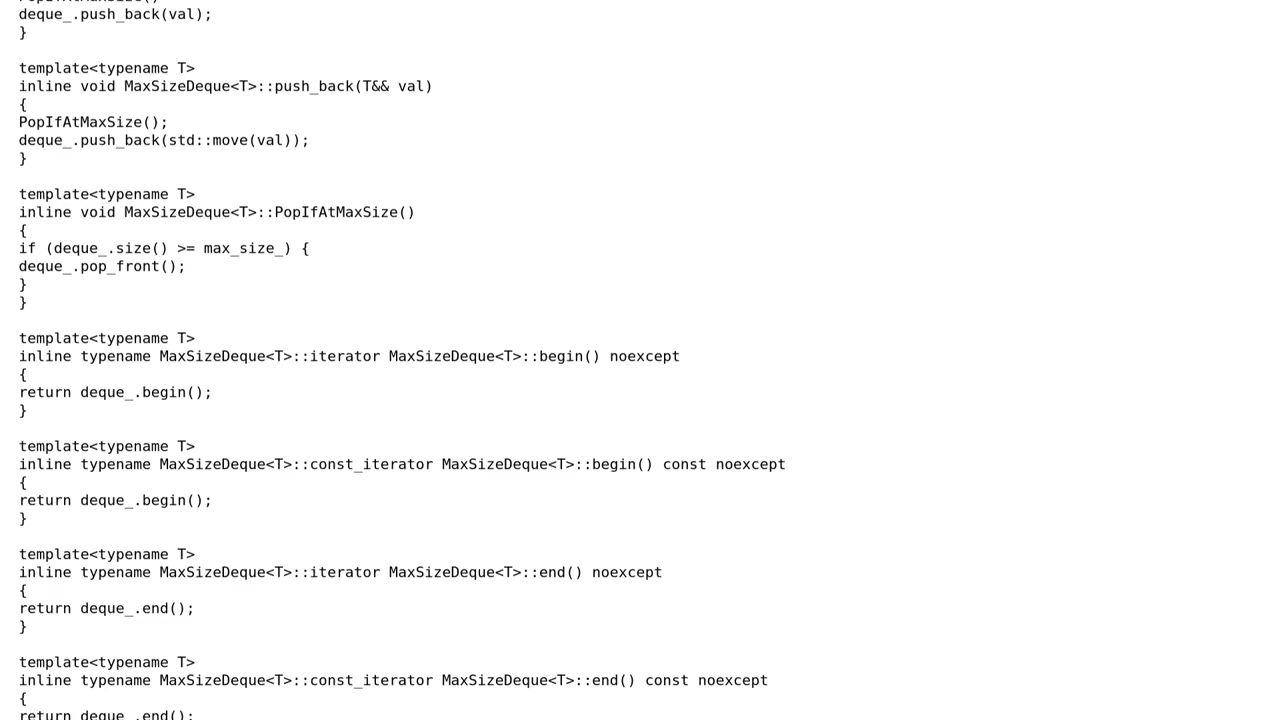 deque_.push_back(val);
}

template<typename T>
inline void MaxSizeDeque<T>::push_back(T&& val)
{
PopIfAtMaxSize();
deque_.push_back(std::move(val));
}

template<typename T>
inline void MaxSizeDeque<T>::PopIfAtMaxSize()
{
if (deque_.size() >= max_size_) {
deque_.pop_front();
}
}

template<typename T>
inline typename MaxSizeDeque<T>::iterator MaxSizeDeque<T>::begin() noexcept
{
return deque_.begin();
}

template<typename T>
inline typename MaxSizeDeque<T>::const_iterator MaxSizeDeque<T>::begin() const noexcept
{
return deque_.begin();
}

template<typename T>
inline typename MaxSizeDeque<T>::iterator MaxSizeDeque<T>::end() noexcept
{
return deque_.end();
}

template<typename T>
inline typename MaxSizeDeque<T>::const_iterator MaxSizeDeque<T>::end() const noexcept
{
return deque_.end();